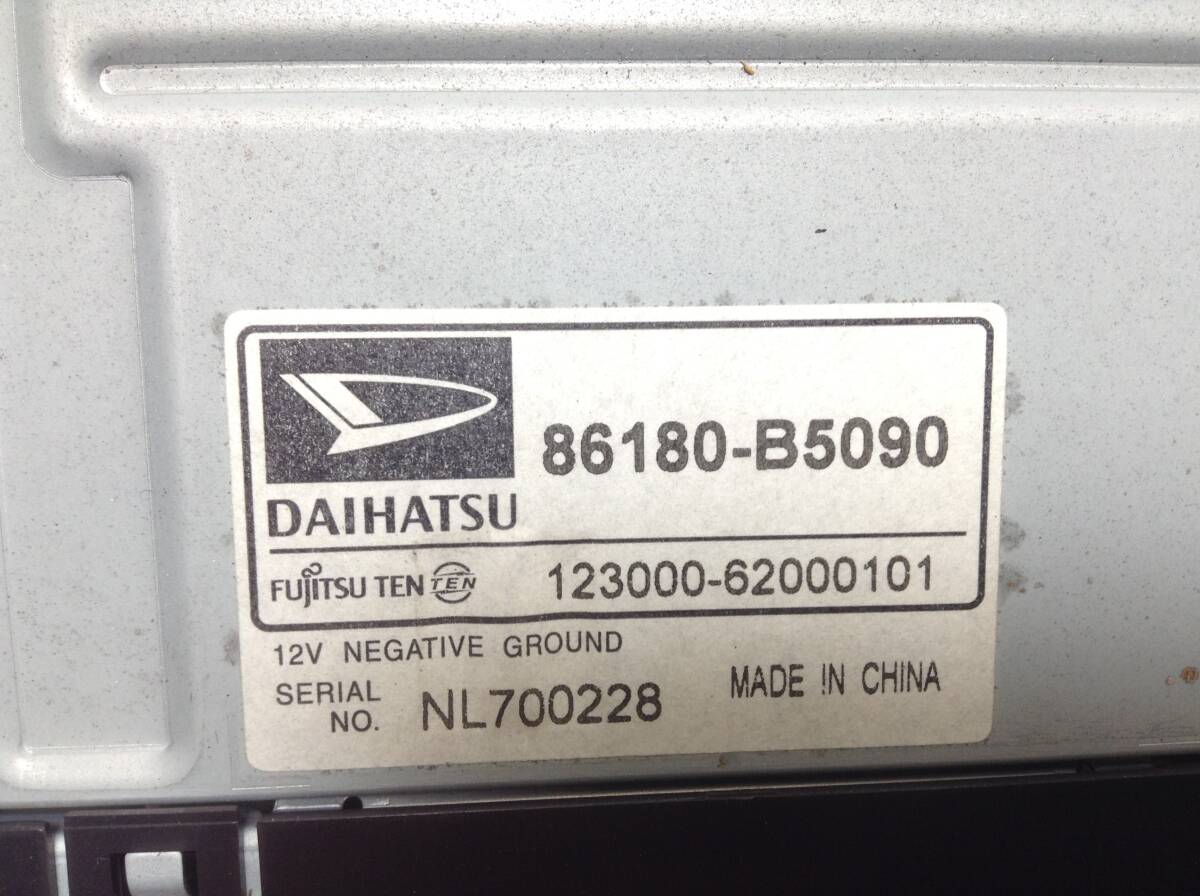 86180-B5090
DAIHATSU
FUJITSU TEN TEN 123000-62000101
12V NEGATIVE GROUND
SERIAL NO. NL700228
MADE IN CHINA